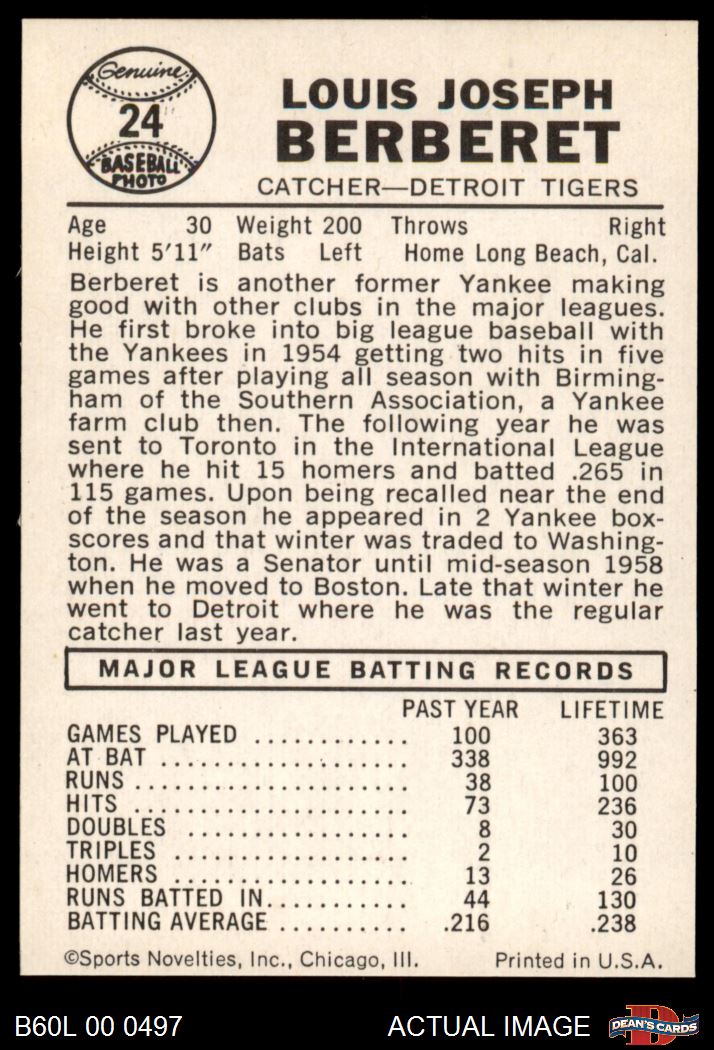 Genuine
24
BASEBALL
PHOTO
LOUIS JOSEPH
BERBERET
CATCHER—DETROIT TIGERS
Age 30 Weight 200 Throws Right
Height 5'11" Bats Left Home Long Beach, Cal.
Berberet is another former Yankee making
good with other clubs in the major leagues.
He first broke into big league baseball with
the Yankees in 1954 getting two hits in five
games after playing all season with Birming-
ham of the Southern Association, a Yankee
farm club then. The following year he was
sent to Toronto in the International League
where he hit 15 homers and batted .265 in
115 games. Upon being recalled near the end
of the season he appeared in 2 Yankee box-
scores and that winter was traded to Washing-
ton. He was a Senator until mid-season 1958
when he moved to Boston. Late that winter he
went to Detroit where he was the regular
catcher last year.
MAJOR LEAGUE BATTING RECORDS
PAST YEAR LIFETIME
GAMES PLAYED ............ 100 363
AT BAT .................... 338 992
RUNS ...................... 38 100
HITS ...................... 73 236
DOUBLES .................. 8 30
TRIPLES ................... 2 10
HOMERS ................... 13 26
RUNS BATTED IN........... 44 130
BATTING AVERAGE .......... .216 .238
©Sports Novelties, Inc., Chicago, Ill. Printed in U.S.A.
B60L 00 0497 ACTUAL IMAGE DEAN'S CARDS